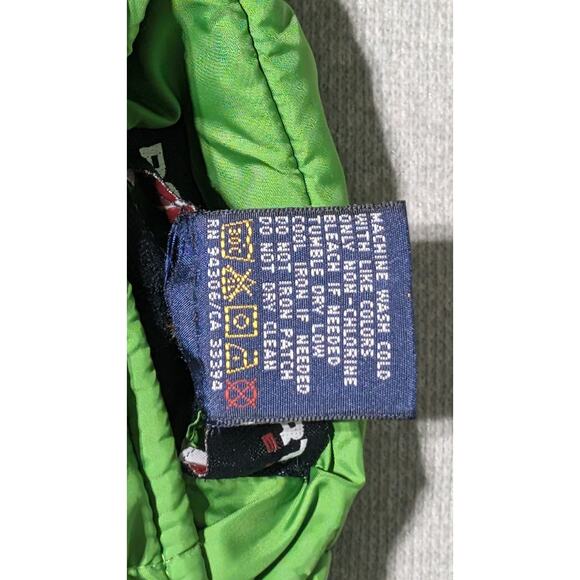 MACHINE WASH COLD
WITH LIKE COLORS
ONLY NON-CHLORINE
BLEACH IF NEEDED
TUMBLE DRY LOW
COOL IRON IF NEEDED
DO NOT IRON PATCH
DO NOT DRY CLEAN
RN 94306/CA 33394